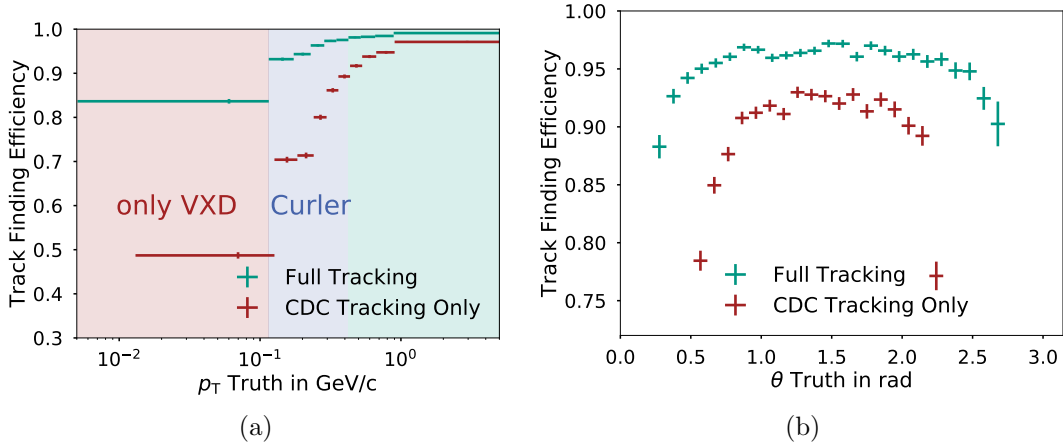 Track Finding Efficiency
1.0
0.9
0.8
0.7
0.6
0.5
0.4
0.3
only VXD
Curler
Full Tracking
CDC Tracking Only
10⁻² 10⁻¹ 10⁰
p_T Truth in GeV/c
(a)
Track Finding Efficiency
1.00
0.95
0.90
0.85
0.80
0.75
Full Tracking
CDC Tracking Only
0.0 0.5 1.0 1.5 2.0 2.5 3.0
θ Truth in rad
(b)